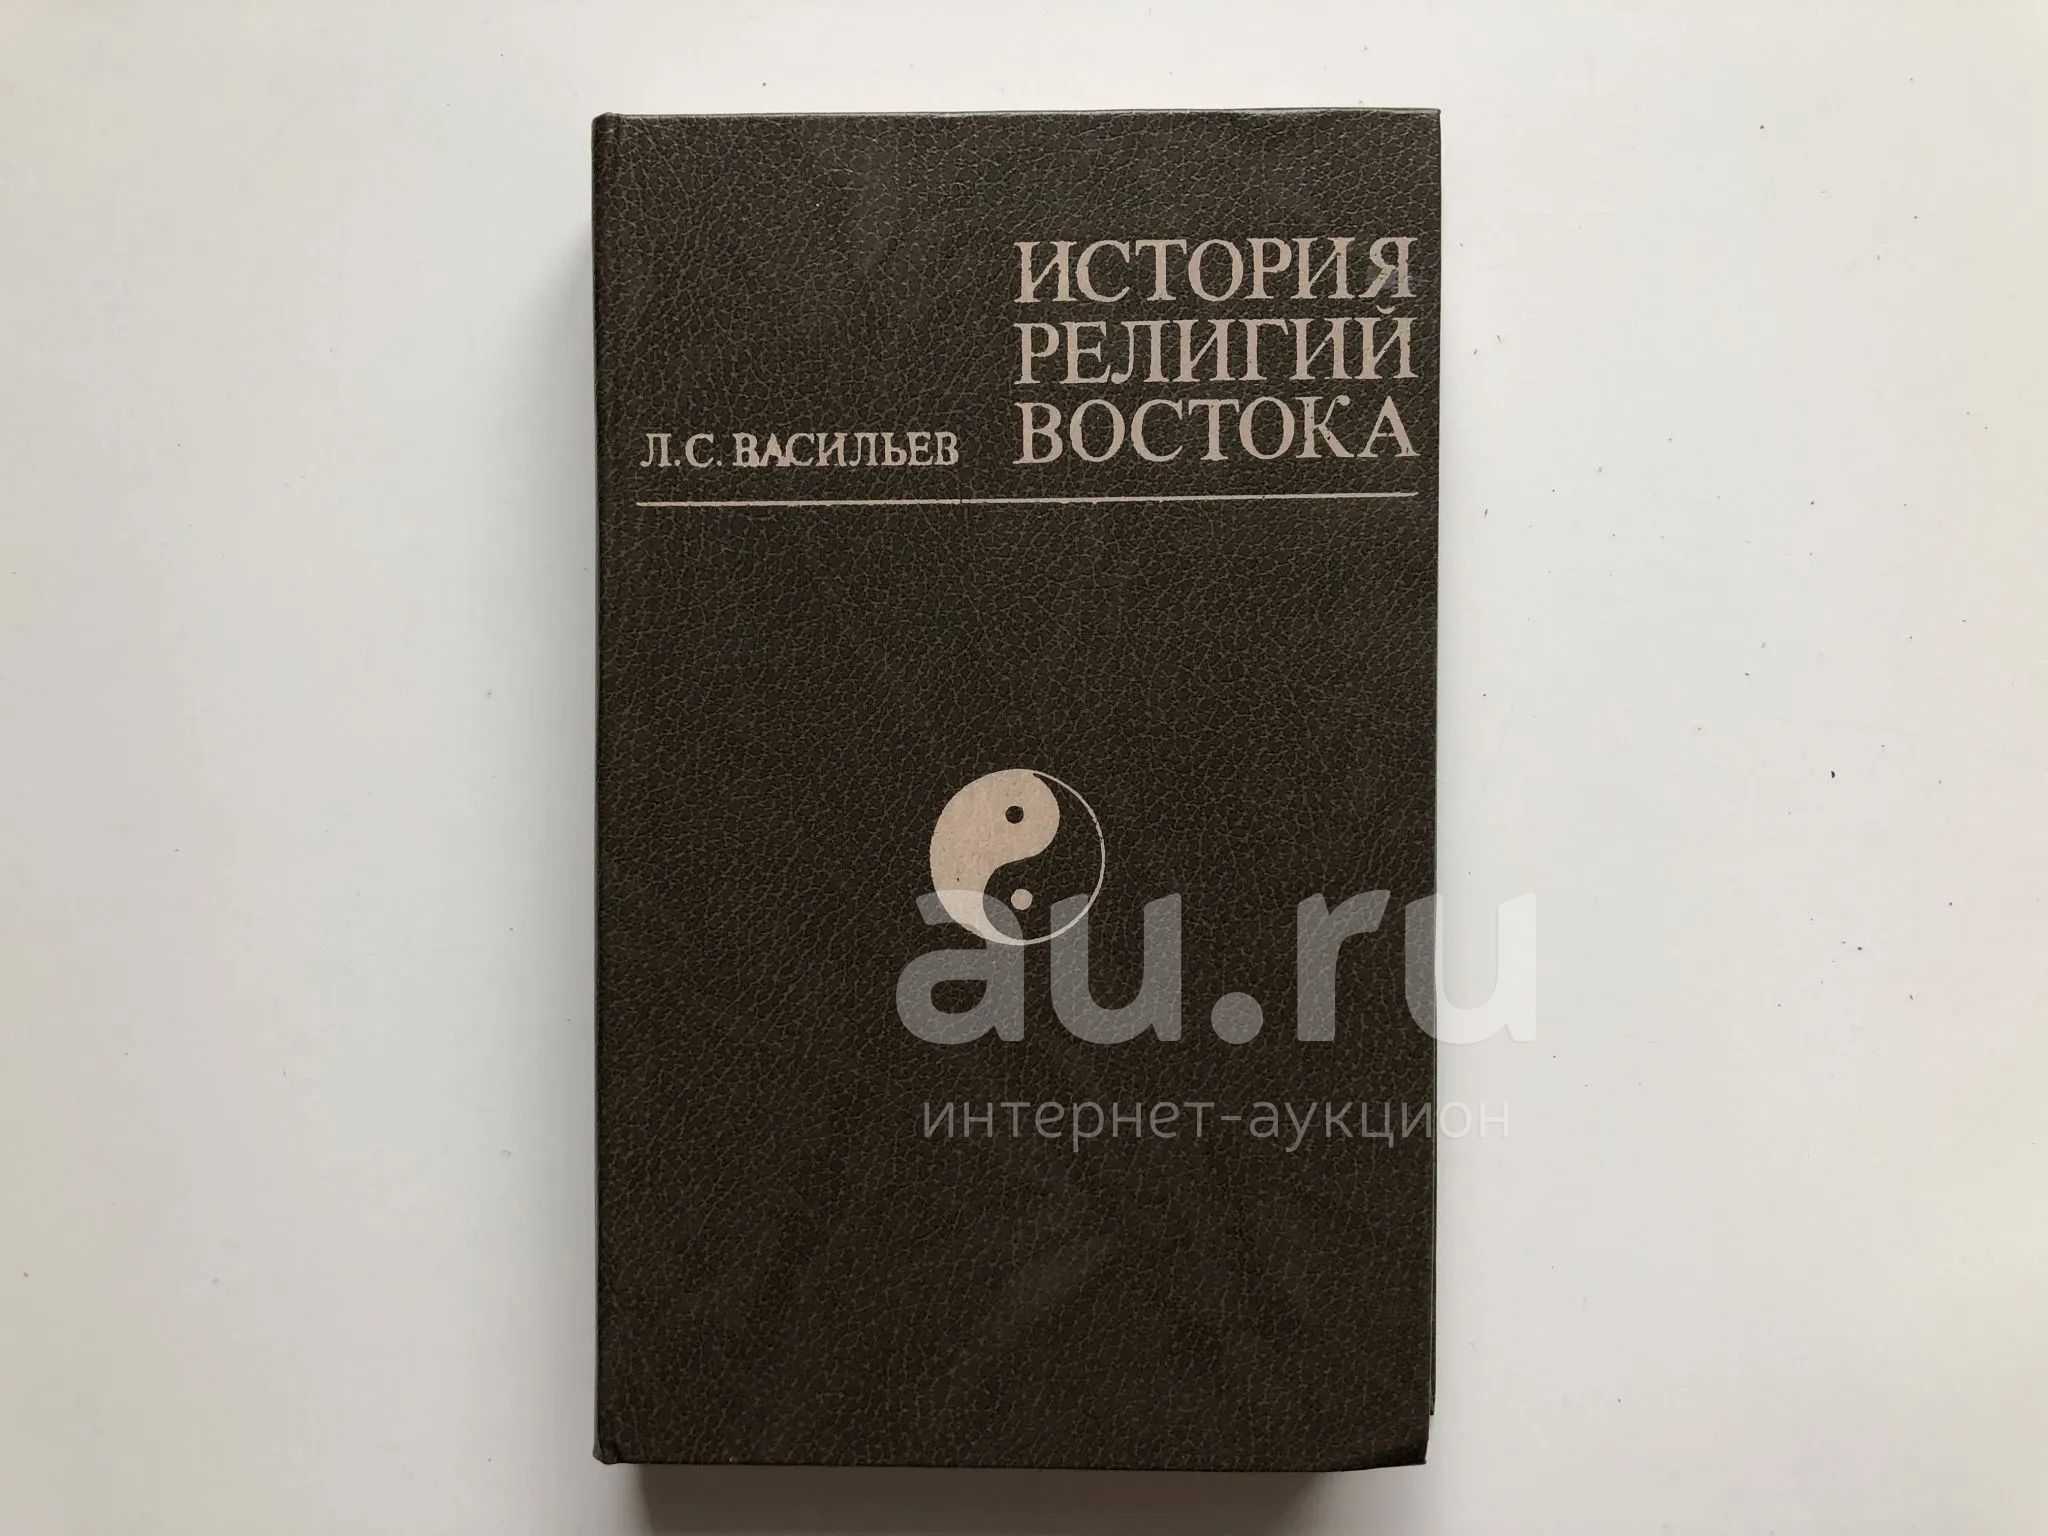 ИСТОРИЯ
РЕЛИГИЙ
ВОСТОКА
Л.С. ВАСИЛЬЕВ
au.ru
интернет-аукцион